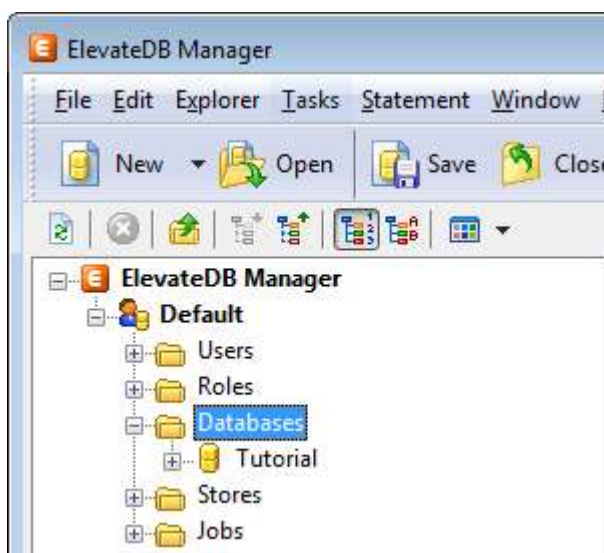 ElevateDB Manager
File Edit Explorer Tasks Statement Window
New Open Save Close
ElevateDB Manager
Default
Users
Roles
Databases
Tutorial
Stores
Jobs